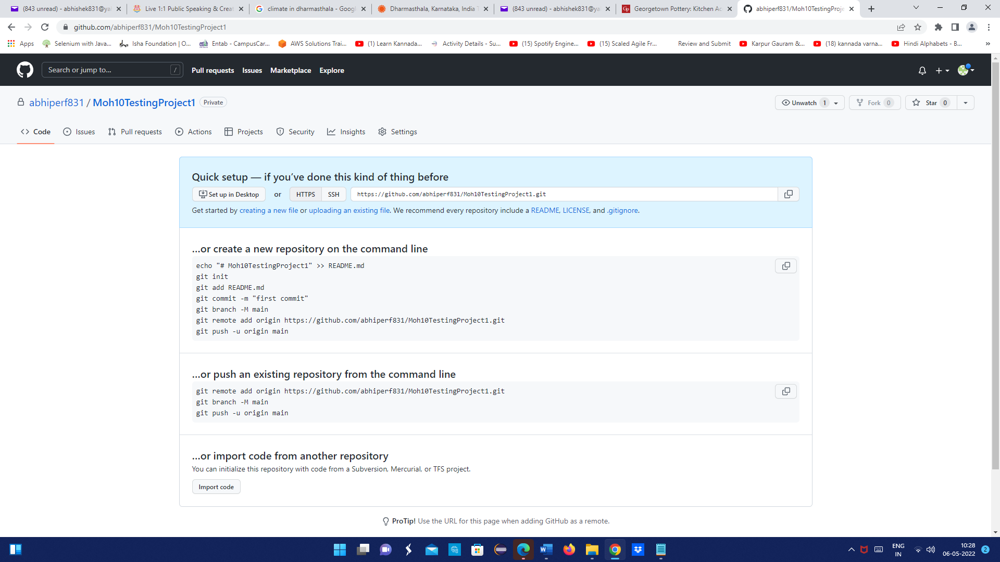 (843 unread) - abhishek831@ya
Live 1:1 Public Speaking & Creat
climate in dharmasthala - Googl
Dharmasthala, Karnataka, India T
(843 unread) - abhishek831@ya
Georgetown Pottery: Kitchen Ac
abhiperf831/Moh10TestingProje
github.com/abhiperf831/Moh10TestingProject1
Apps
Selenium with Java...
Isha Foundation | O...
Entab - CampusCar...
AWS Solutions Trai...
(1) Learn Kannada...
Activity Details - Su...
(15) Spotify Engine...
(15) Scaled Agile Fr...
Review and Submit
Karpur Gauram &...
(18) kannada varna...
Hindi Alphabets - B...
»
Search or jump to... /
Pull requests Issues Marketplace Explore
abhiperf831 / Moh10TestingProject1 Private
Unwatch 1 Fork 0 Star 0
Code Issues Pull requests Actions Projects Security Insights Settings
Quick setup — if you’ve done this kind of thing before
Set up in Desktop or HTTPS SSH https://github.com/abhiperf831/Moh10TestingProject1.git
Get started by creating a new file or uploading an existing file. We recommend every repository include a README, LICENSE, and .gitignore.
…or create a new repository on the command line
echo "# Moh10TestingProject1" >> README.md
git init
git add README.md
git commit -m "first commit"
git branch -M main
git remote add origin https://github.com/abhiperf831/Moh10TestingProject1.git
git push -u origin main
…or push an existing repository from the command line
git remote add origin https://github.com/abhiperf831/Moh10TestingProject1.git
git branch -M main
git push -u origin main
…or import code from another repository
You can initialize this repository with code from a Subversion, Mercurial, or TFS project.
Import code
ProTip! Use the URL for this page when adding GitHub as a remote.
ENG
IN
10:28
06-05-2022
2